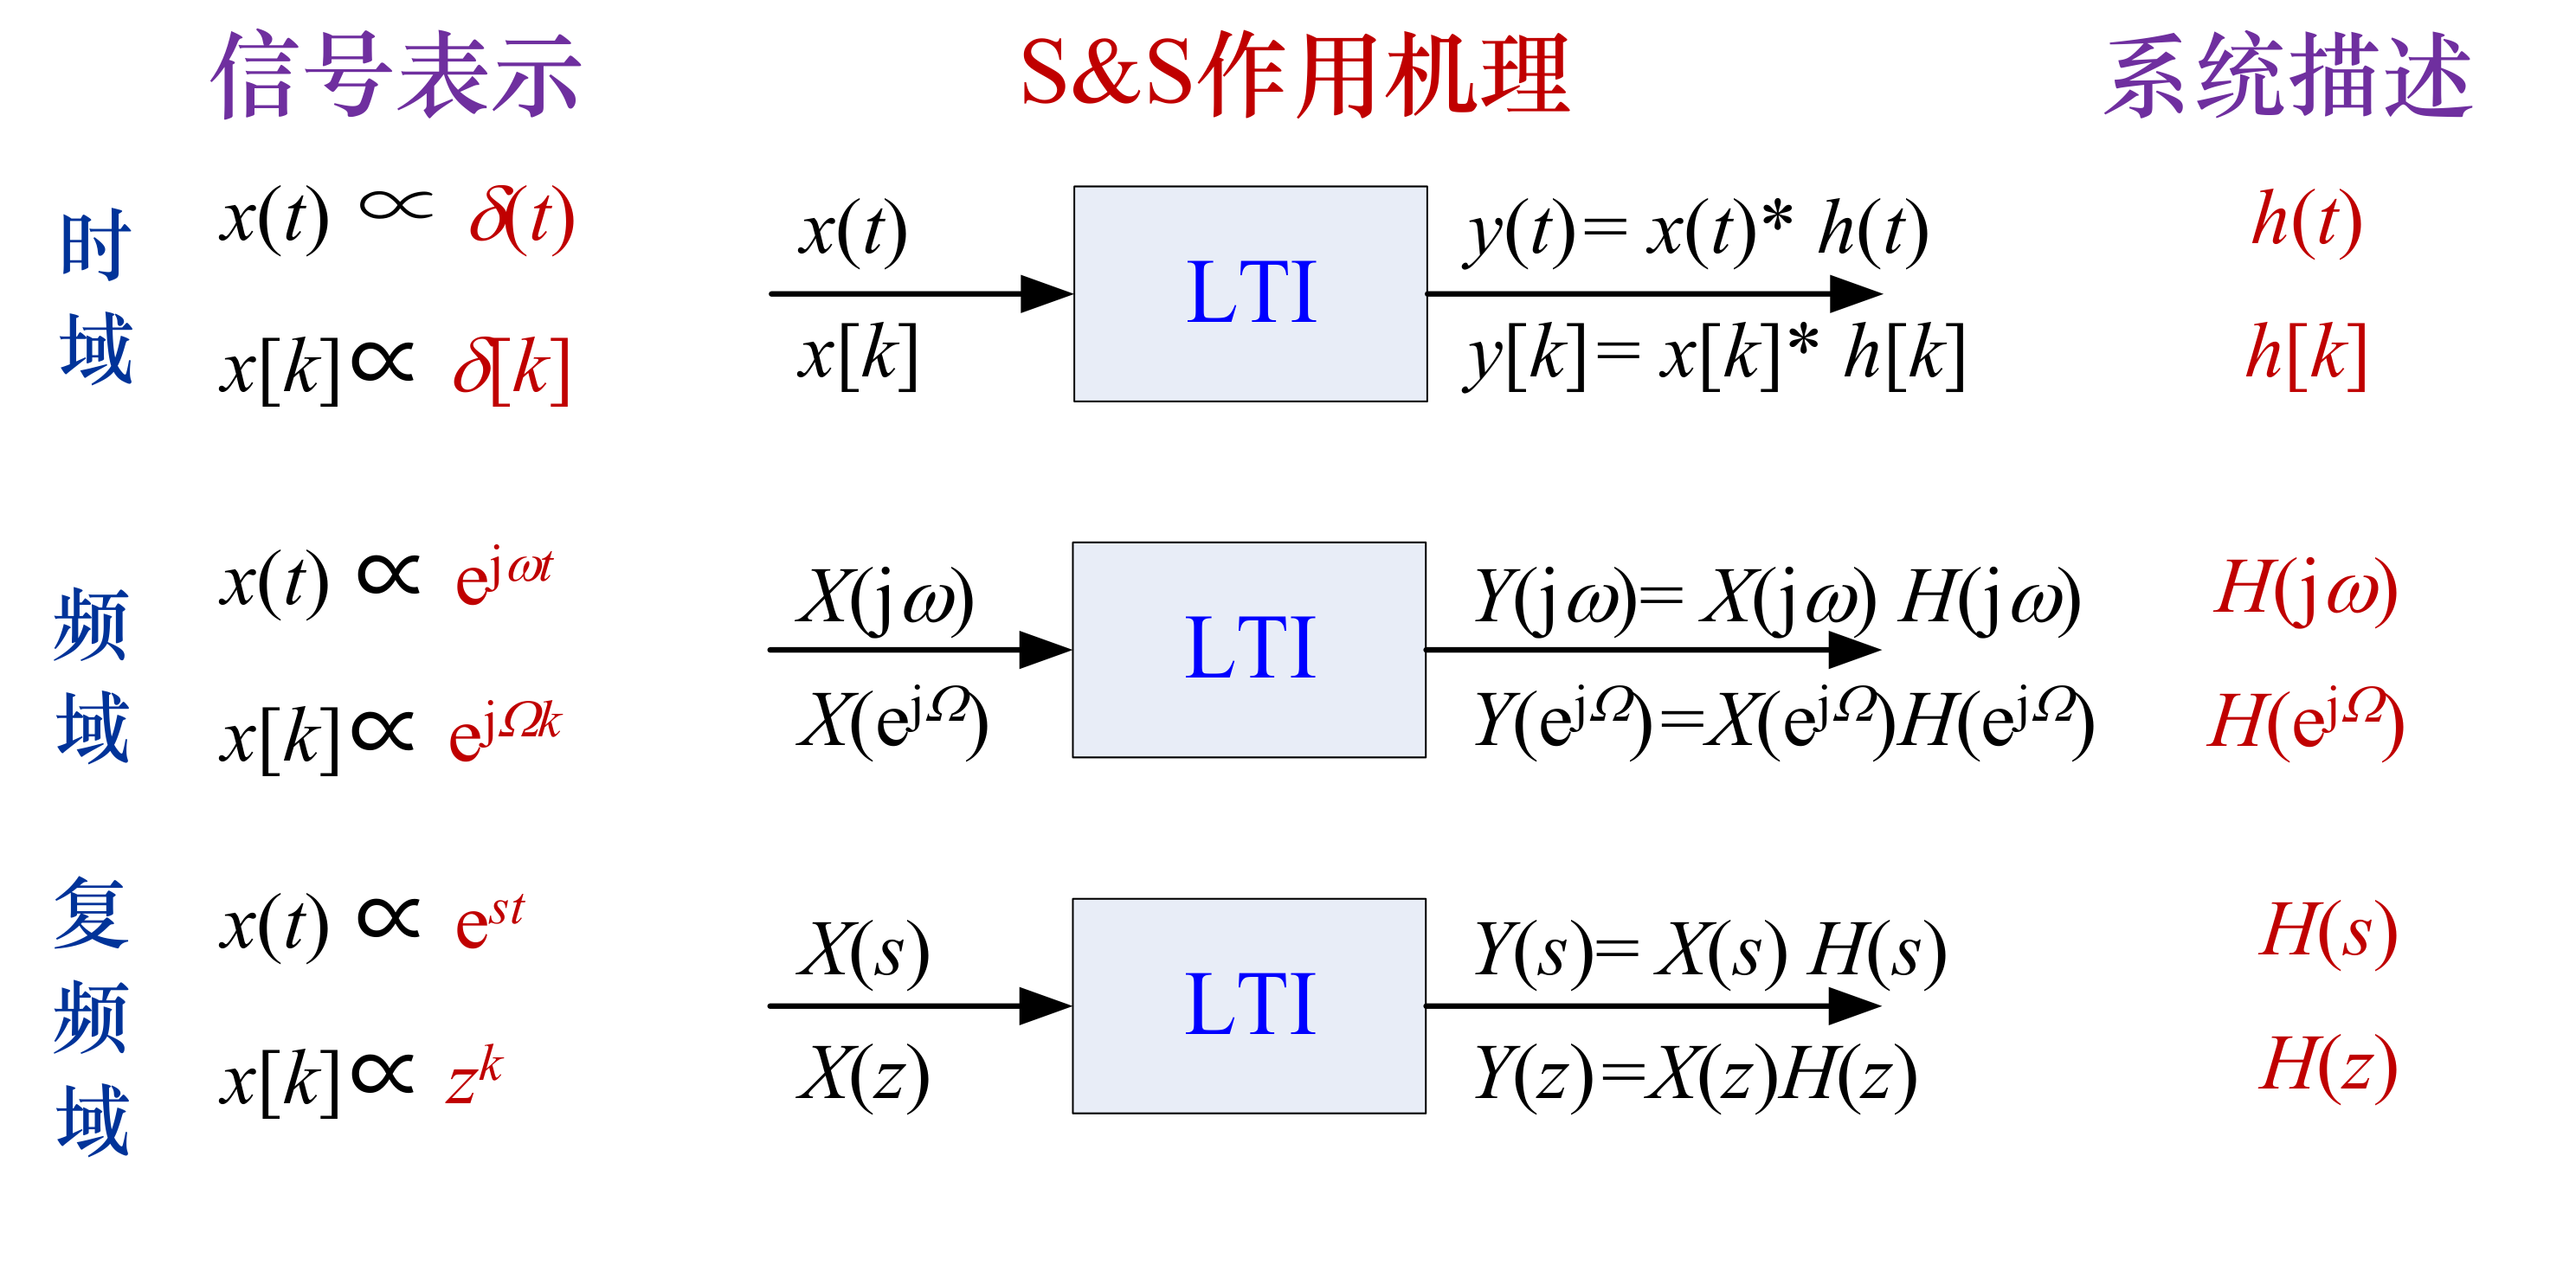 信号表示 S&S作用机理 系统描述
时域
x(t) ∝ δ(t)
x[k] ∝ δ[k]
x(t)
x[k]
LTI
y(t)= x(t)* h(t)
y[k]= x[k]* h[k]
h(t)
h[k]
频域
x(t) ∝ e^{jωt}
x[k] ∝ e^{jΩk}
X(jω)
X(e^{jΩ})
LTI
Y(jω)= X(jω) H(jω)
Y(e^{jΩ})=X(e^{jΩ})H(e^{jΩ})
H(jω)
H(e^{jΩ})
复频域
x(t) ∝ e^{st}
x[k] ∝ z^k
X(s)
X(z)
LTI
Y(s)= X(s) H(s)
Y(z)=X(z)H(z)
H(s)
H(z)